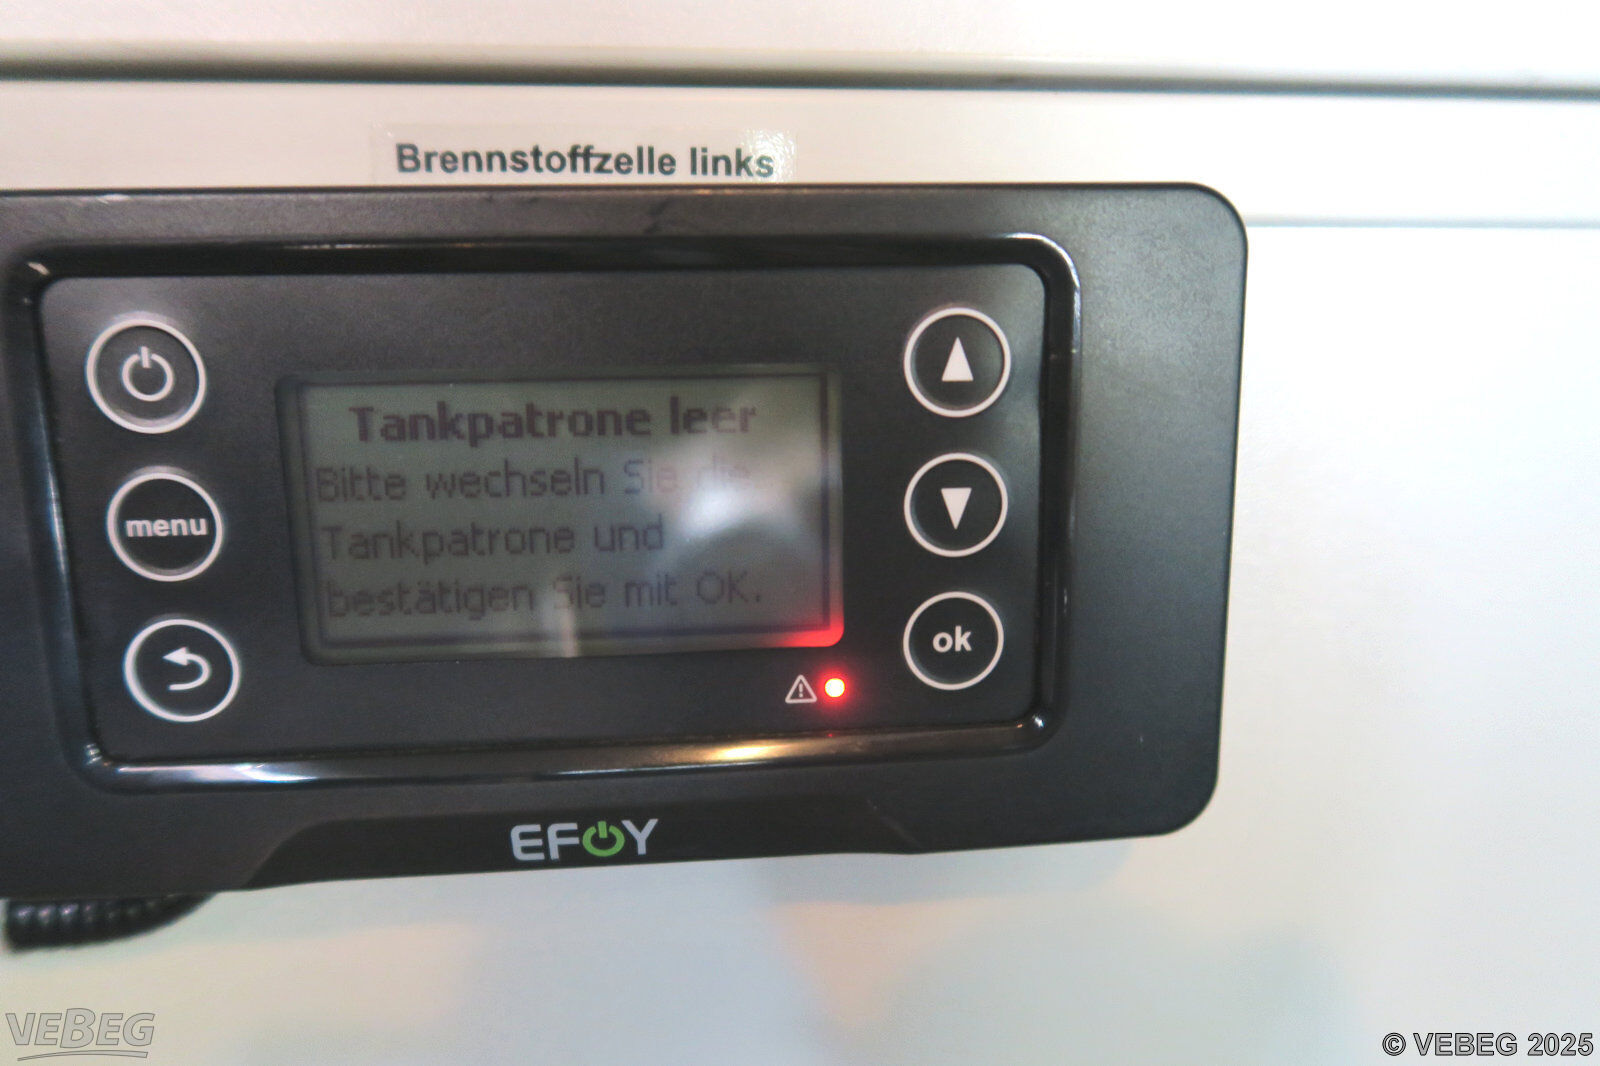 Brennstoffzelle links
Tankpatrone leer
Bitte wechseln Sie die
Tankpatrone und
bestätigen Sie mit OK.
menu
ok
EFOY
VEBEG
© VEBEG 2025